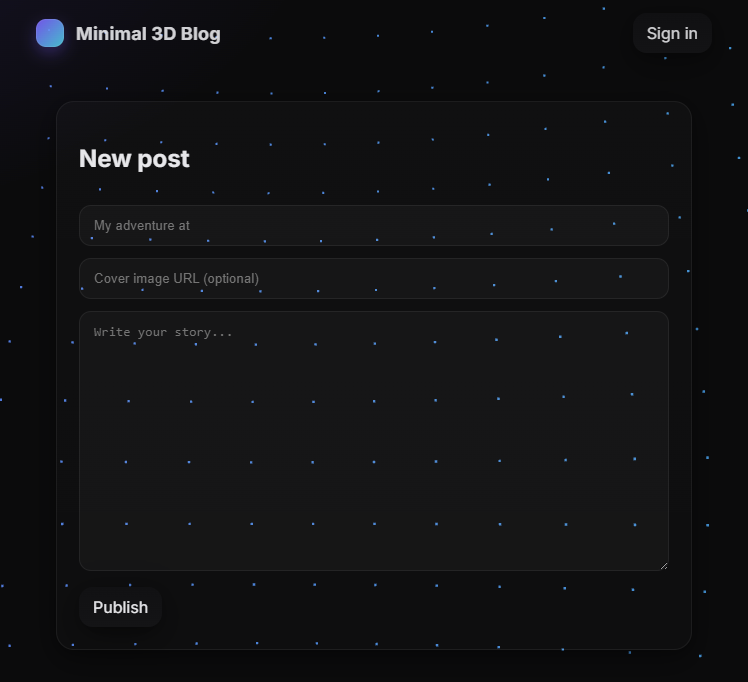 Minimal 3D Blog
Sign in
New post
My adventure at
Cover image URL (optional)
Write your story...
Publish